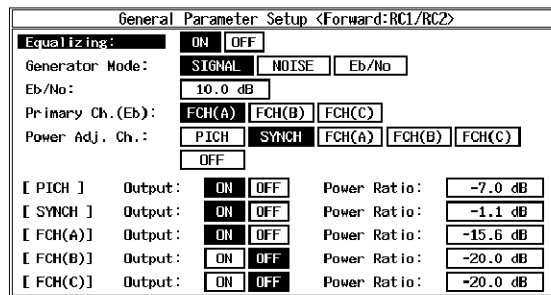 General Parameter Setup <Forward:RC1/RC2>
Equalizing: ON OFF
Generator Mode: SIGNAL NOISE Eb/No
Eb/No: 10.0 dB
Primary Ch.(Eb): FCH(A) FCH(B) FCH(C)
Power Adj. Ch.: PICH SYNCH FCH(A) FCH(B) FCH(C)
OFF
[ PICH ] Output: ON OFF Power Ratio: -7.0 dB
[ SYNCH ] Output: ON OFF Power Ratio: -1.1 dB
[ FCH(A)] Output: ON OFF Power Ratio: -15.6 dB
[ FCH(B)] Output: ON OFF Power Ratio: -20.0 dB
[ FCH(C)] Output: ON OFF Power Ratio: -20.0 dB